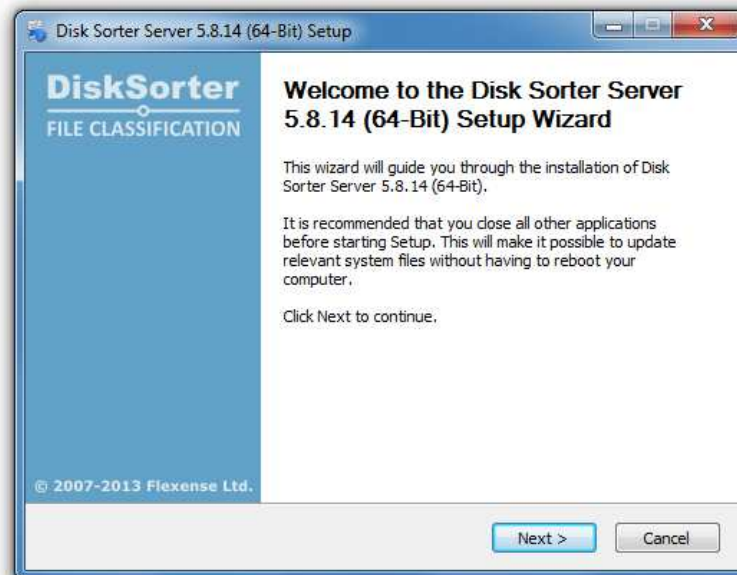 Disk Sorter Server 5.8.14 (64-Bit) Setup
DiskSorter
FILE CLASSIFICATION
Welcome to the Disk Sorter Server
5.8.14 (64-Bit) Setup Wizard
This wizard will guide you through the installation of Disk
Sorter Server 5.8.14 (64-Bit).
It is recommended that you close all other applications
before starting Setup. This will make it possible to update
relevant system files without having to reboot your
computer.
Click Next to continue.
© 2007-2013 Flexense Ltd.
Next >
Cancel